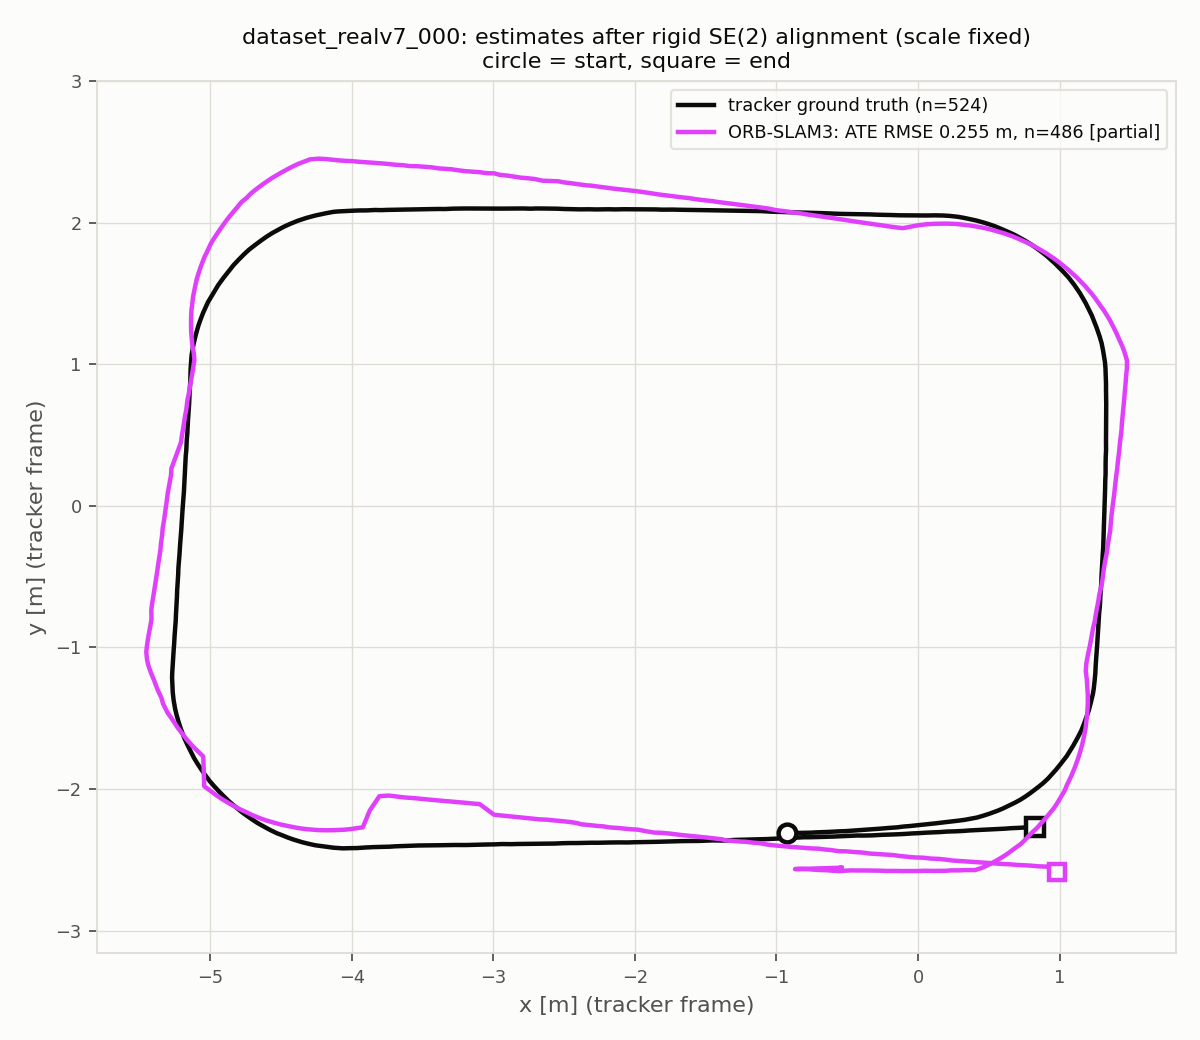 dataset_realv7_000: estimates after rigid SE(2) alignment (scale fixed)
circle = start, square = end
tracker ground truth (n=524)
ORB-SLAM3: ATE RMSE 0.255 m, n=486 [partial]
y [m] (tracker frame)
3
2
1
0
−1
−2
−3
−5
−4
−3
−2
−1
0
1
x [m] (tracker frame)